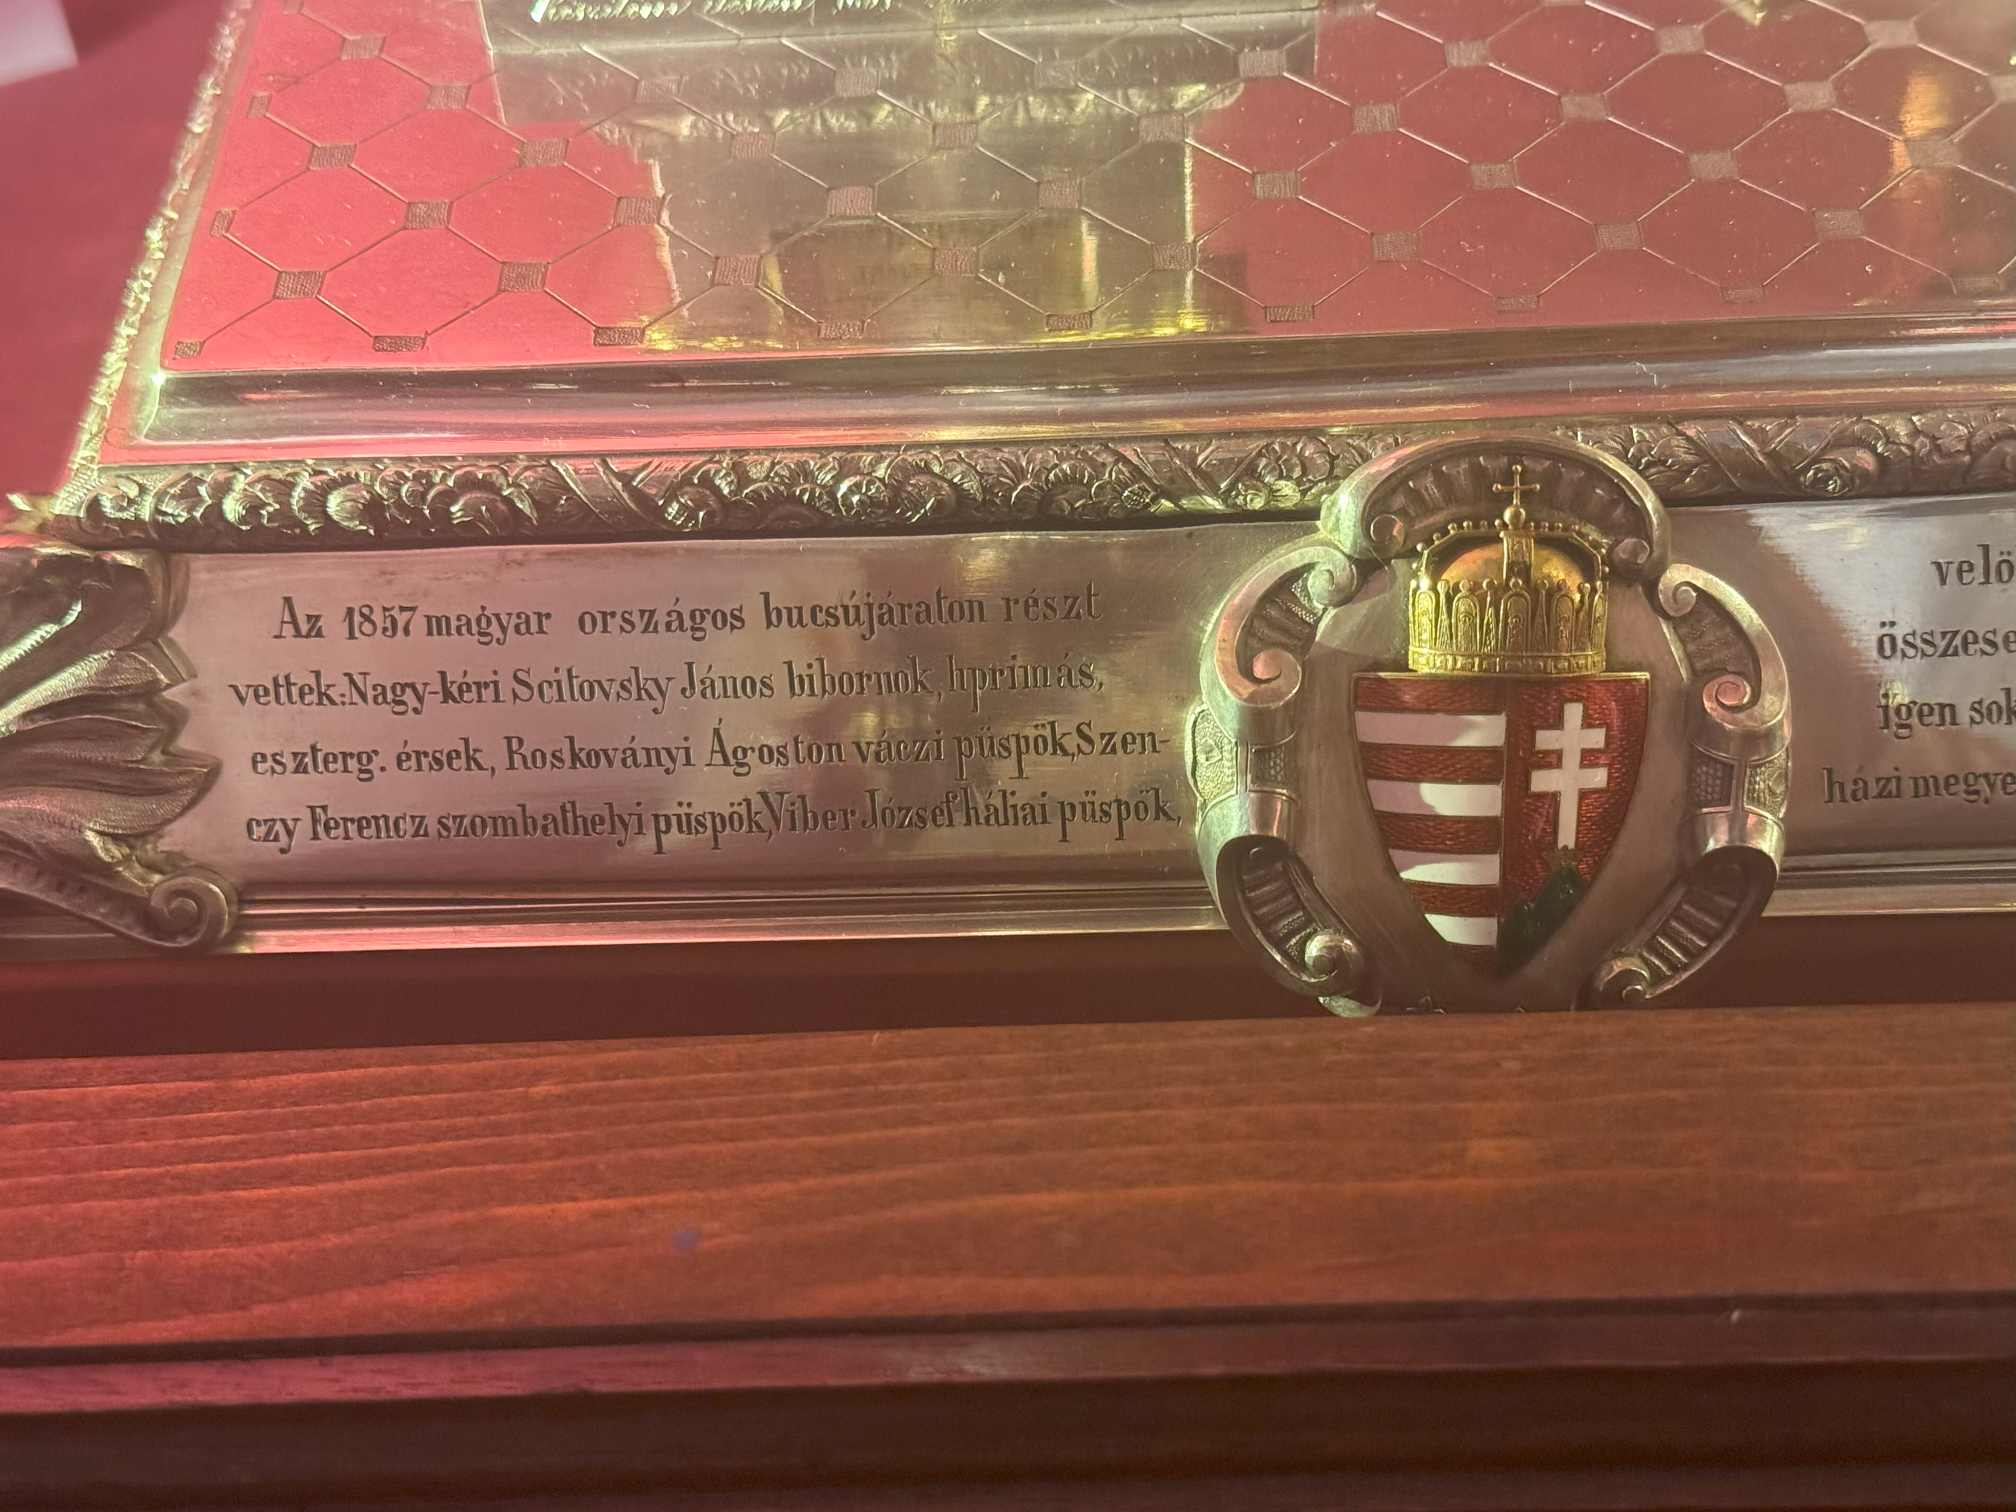 Az 1857 magyar országos bucsújáraton részt
vettek: Nagy-kéri Scitovsky János bibornok, hprimás,
eszterg. érsek, Roskoványi Ágoston váczi püspök, Szen-
czy Ferencz szombathelyi püspök, Viber József háliai püspök,
velö
összese
igen sok
házi megye